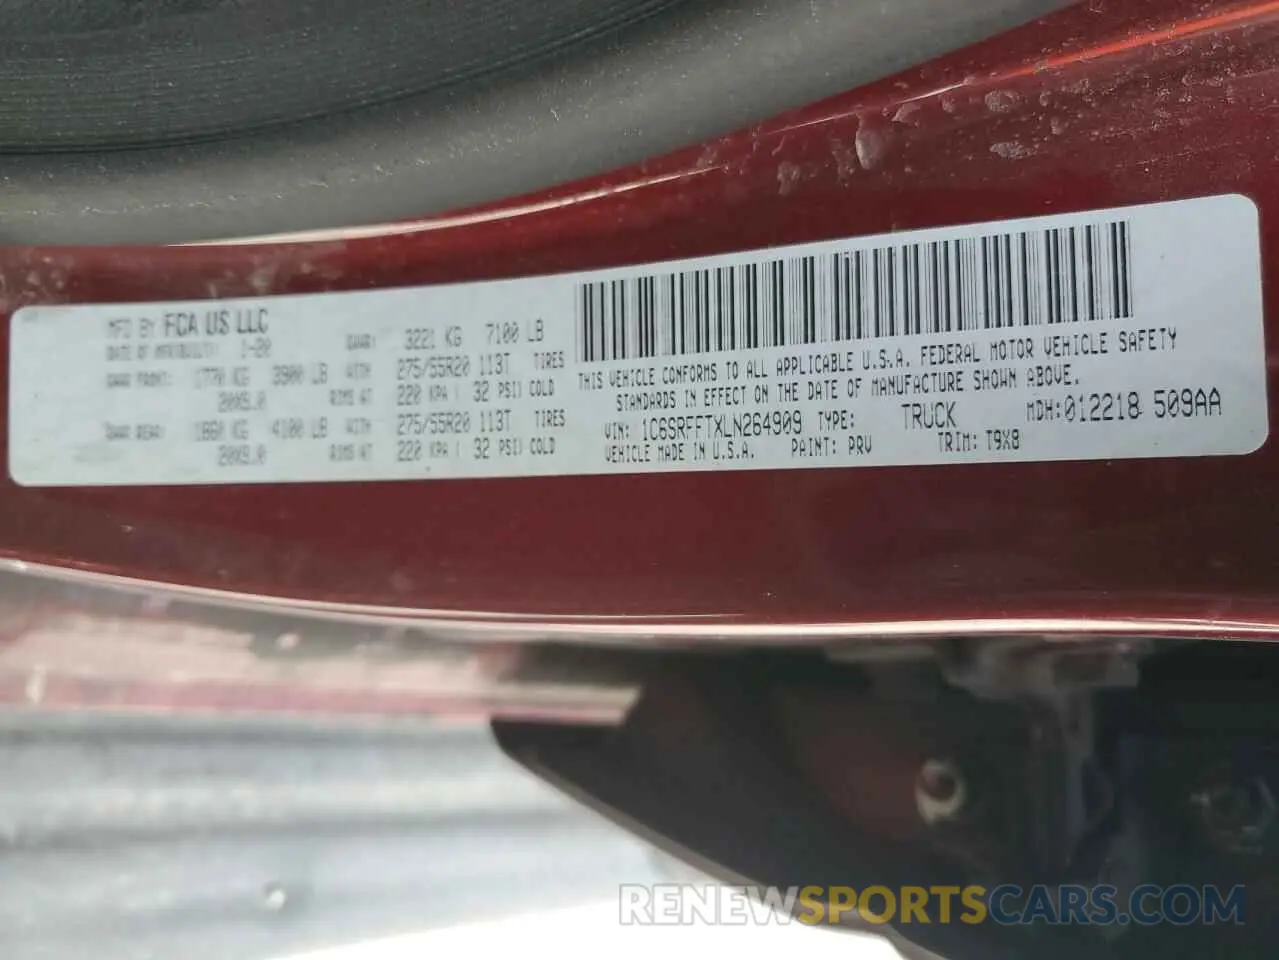 MFD BY FCA US LLC
DATE OF MFR(BUILT): 1-20 GVWR: 3221 KG 7100 LB
GAWR FRONT: 1770 KG 3900 LB WITH 275/55R20 113T TIRES
20X9.0 RIMS AT 220 KPA ( 32 PSI) COLD
GAWR REAR: 1860 KG 4100 LB WITH 275/55R20 113T TIRES
20X9.0 RIMS AT 220 KPA ( 32 PSI) COLD
THIS VEHICLE CONFORMS TO ALL APPLICABLE U.S.A. FEDERAL MOTOR VEHICLE SAFETY
STANDARDS IN EFFECT ON THE DATE OF MANUFACTURE SHOWN ABOVE.
VIN: 1C6SRFFTXLN264909 TYPE: TRUCK MDH:012218 509AA
VEHICLE MADE IN U.S.A. PAINT: PRV TRIM: T9X8
RENEWSPORTSCARS.COM